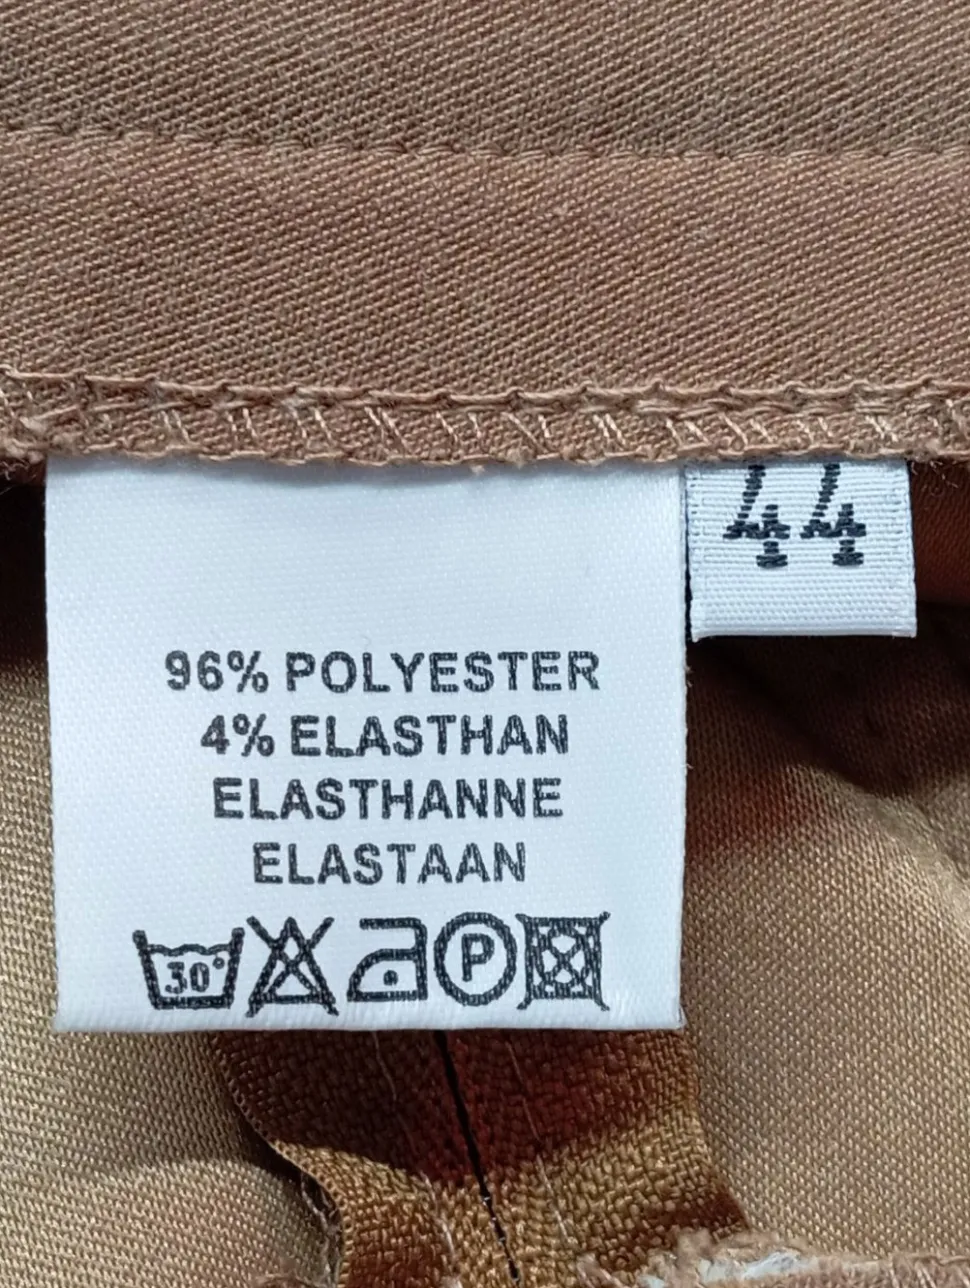 44
96% POLYESTER
4% ELASTHAN
ELASTHANNE
ELASTAAN
30° P